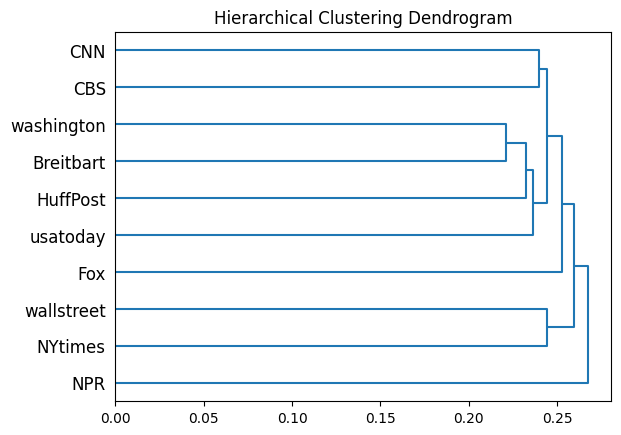 Hierarchical Clustering Dendrogram
CNN
CBS
washington
Breitbart
HuffPost
usatoday
Fox
wallstreet
NYtimes
NPR
0.00 0.05 0.10 0.15 0.20 0.25